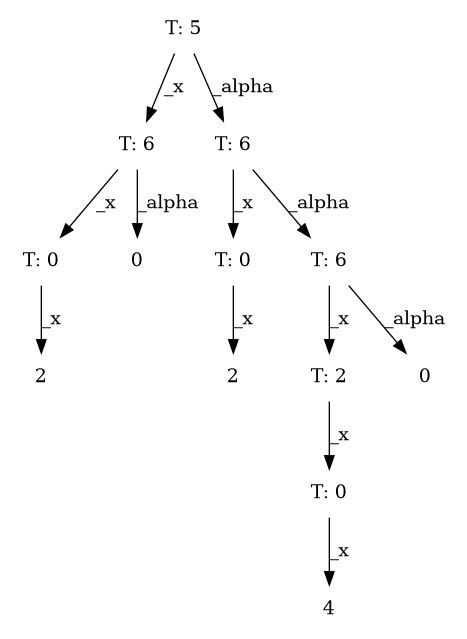 T: 5
_x _alpha
T: 6 T: 6
_x _alpha _x _alpha
T: 0 0 T: 0 T: 6
_x _x _x _alpha
2 2 T: 2 0
_x
T: 0
_x
4